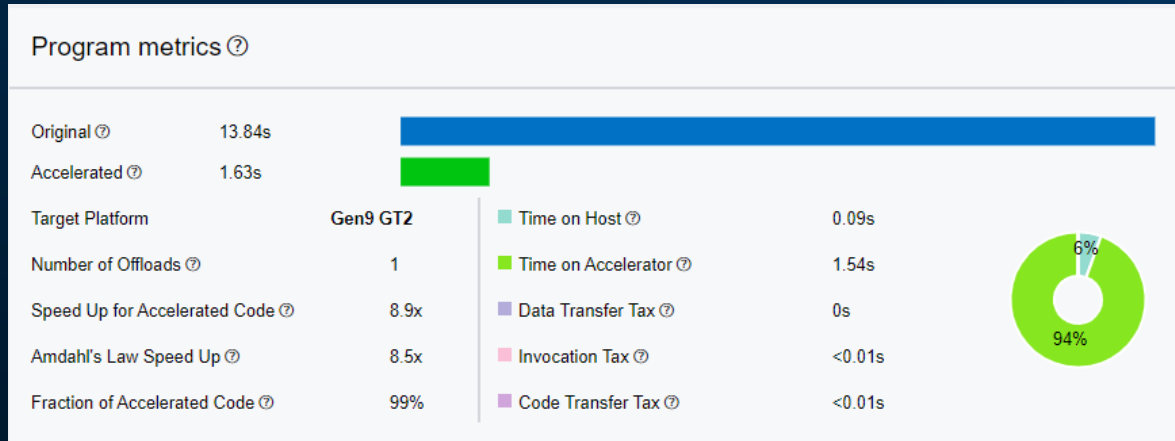 Program metrics ?
Original ? 13.84s
Accelerated ? 1.63s
Target Platform Gen9 GT2
Number of Offloads ? 1
Speed Up for Accelerated Code ? 8.9x
Amdahl's Law Speed Up ? 8.5x
Fraction of Accelerated Code ? 99%
Time on Host ? 0.09s
Time on Accelerator ? 1.54s
Data Transfer Tax ? 0s
Invocation Tax ? <0.01s
Code Transfer Tax ? <0.01s
6%
94%